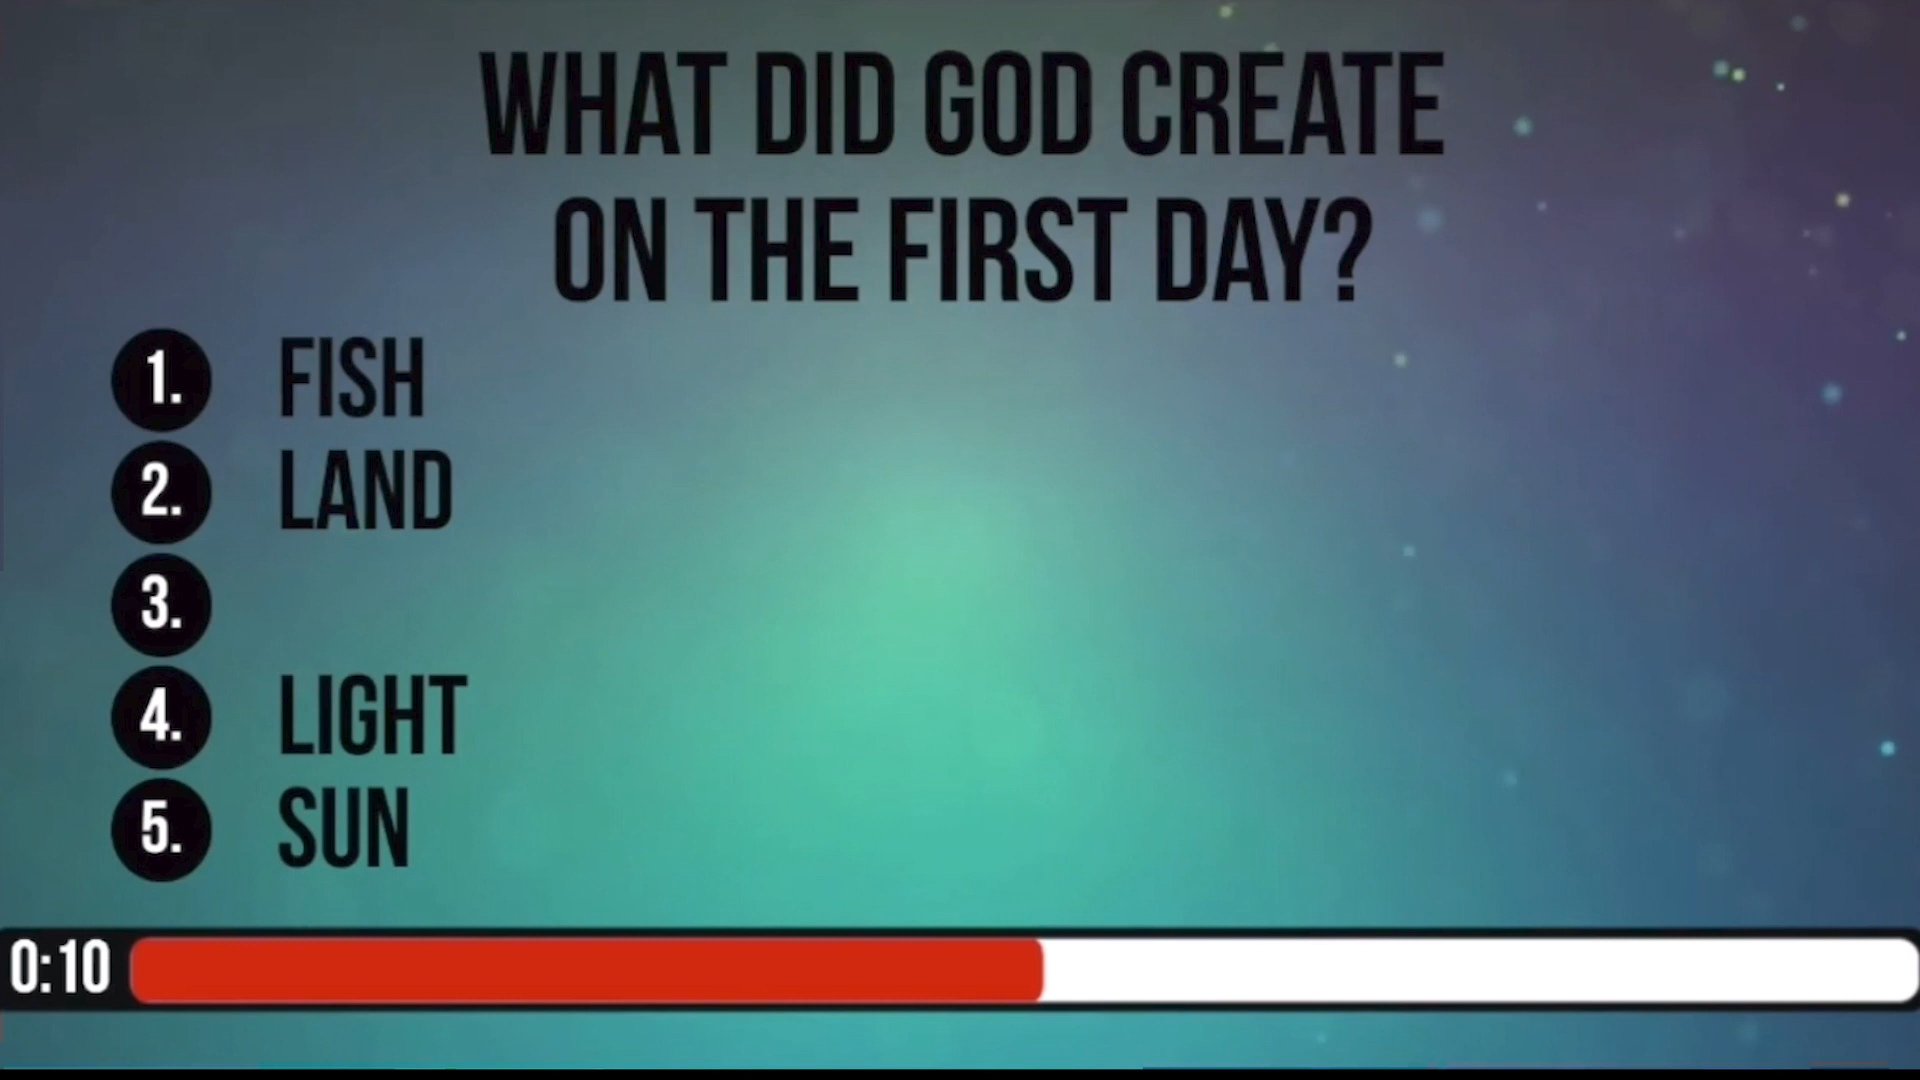 WHAT DID GOD CREATE
ON THE FIRST DAY?
1. FISH
2. LAND
3.
4. LIGHT
5. SUN
0:10